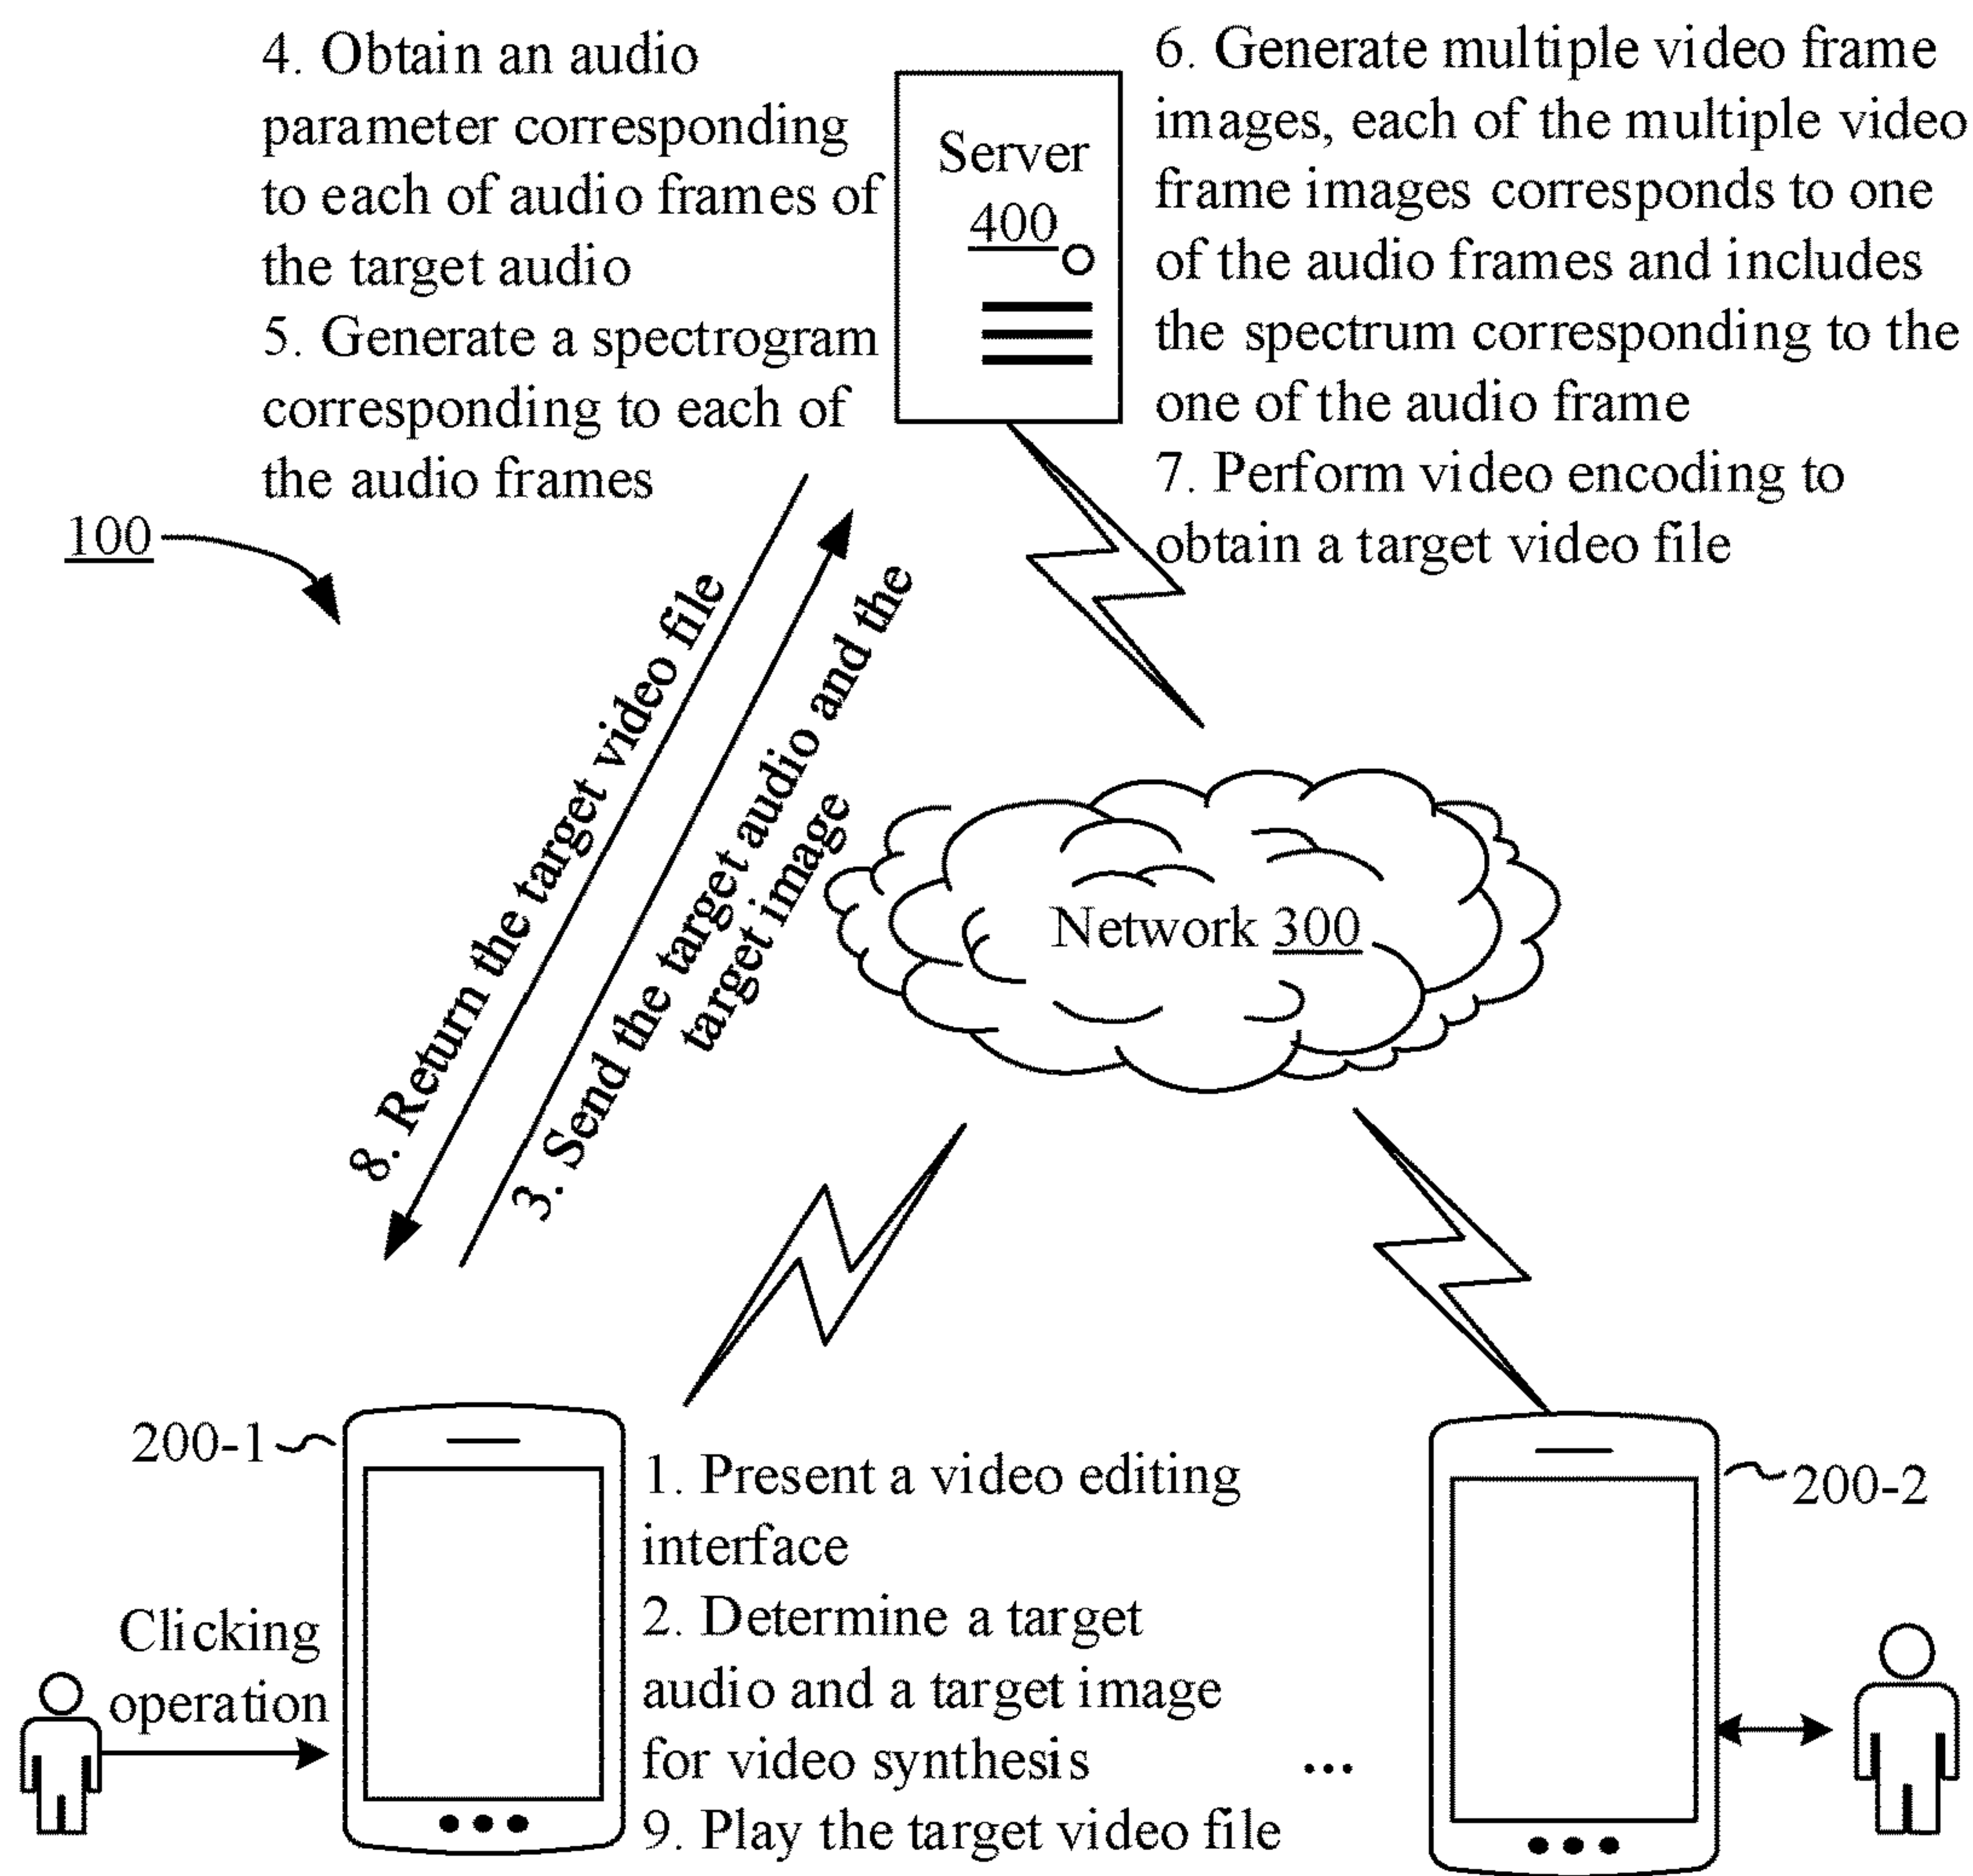 4. Obtain an audio
parameter corresponding
to each of audio frames of
the target audio
5. Generate a spectrogram
corresponding to each of
the audio frames
Server
400
6. Generate multiple video frame
images, each of the multiple video
frame images corresponds to one
of the audio frames and includes
the spectrum corresponding to the
one of the audio frame
7. Perform video encoding to
obtain a target video file
100
8. Return the target video file
3. Send the target audio and the
target image
Network 300
200-1
1. Present a video editing
interface
2. Determine a target
audio and a target image
for video synthesis
9. Play the target video file
Clicking
operation
...
200-2